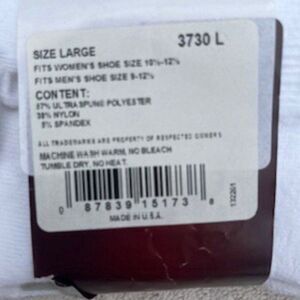 SIZE LARGE 3730 L
FITS WOMEN'S SHOE SIZE 10½-12½
FITS MEN'S SHOE SIZE 9-12½
CONTENT:
57% ULTRASPUNE POLYESTER
38% NYLON
5% SPANDEX
ALL TRADEMARKS ARE PROPERTY OF RESPECTED OWNERS
MACHINE WASH WARM, NO BLEACH
TUMBLE DRY, NO HEAT.
0 87839 15173 8
MADE IN U.S.A.
132201